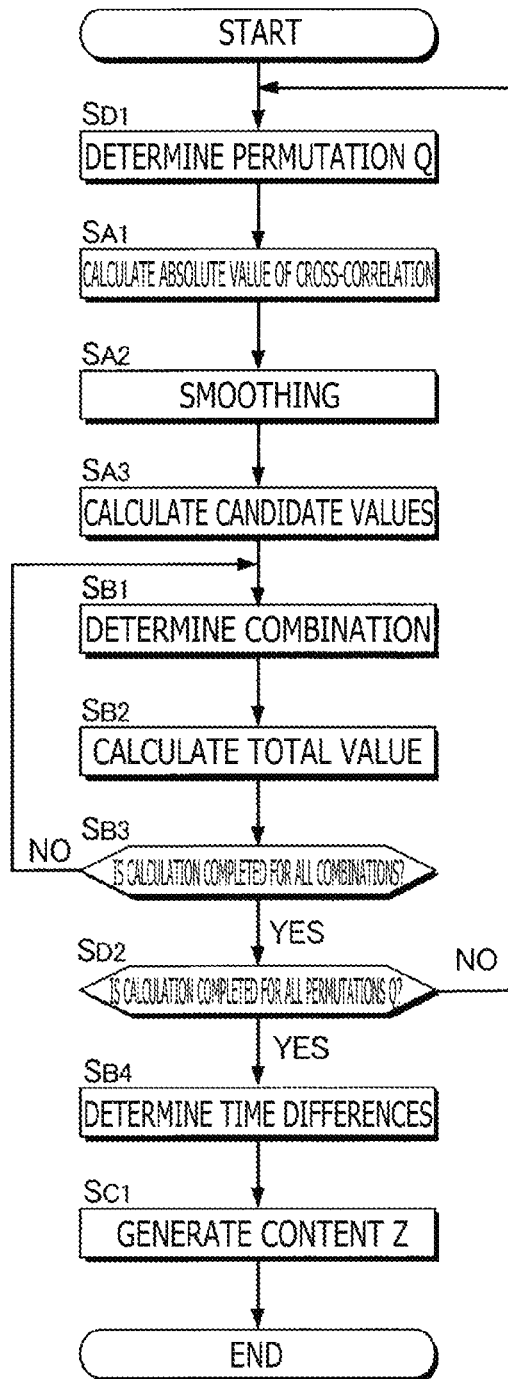 START
SD1
DETERMINE PERMUTATION Q
SA1
CALCULATE ABSOLUTE VALUE OF CROSS-CORRELATION
SA2
SMOOTHING
SA3
CALCULATE CANDIDATE VALUES
SB1
DETERMINE COMBINATION
SB2
CALCULATE TOTAL VALUE
SB3
NO
IS CALCULATION COMPLETED FOR ALL COMBINATIONS?
YES
SD2
NO
IS CALCULATION COMPLETED FOR ALL PERMUTATIONS Q?
YES
SB4
DETERMINE TIME DIFFERENCES
SC1
GENERATE CONTENT Z
END